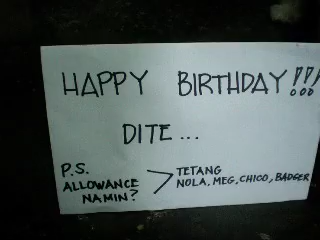 HAPPY BIRTHDAY!!!
DITE...
P.S.
ALLOWANCE
NAMIN?
> TETANG
NOLA, MEG, CHICO, BADGER